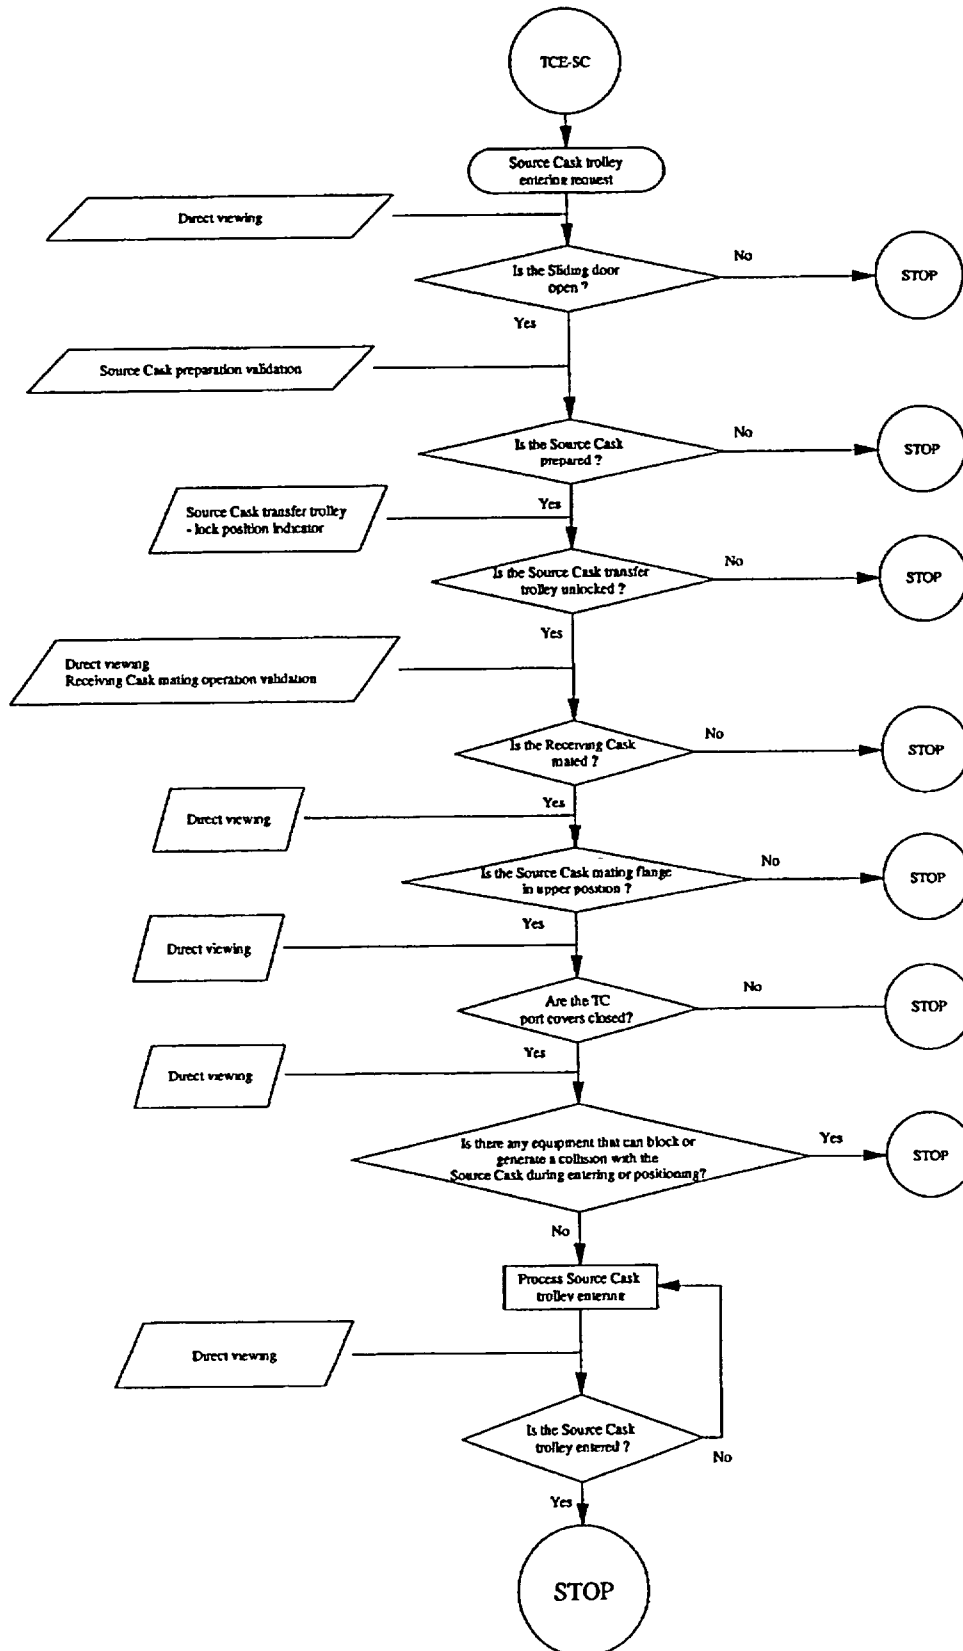 TCE-SC
Source Cask trolley
entering request
Direct viewing
Is the Sliding door
open ?
No
STOP
Yes
Source Cask preparation validation
Is the Source Cask
prepared ?
No
STOP
Yes
Source Cask transfer trolley
- lock position indicator
Is the Source Cask transfer
trolley unlocked ?
No
STOP
Yes
Direct viewing
Receiving Cask mating operation validation
Is the Receiving Cask
mated ?
No
STOP
Yes
Direct viewing
Is the Source Cask mating flange
in upper position ?
No
STOP
Yes
Direct viewing
Are the TC
port covers closed?
No
STOP
Yes
Direct viewing
Is there any equipment that can block or
generate a collision with the
Source Cask during entering or positioning?
Yes
STOP
No
Process Source Cask
trolley entering
Direct viewing
Is the Source Cask
trolley entered ?
No
Yes
STOP